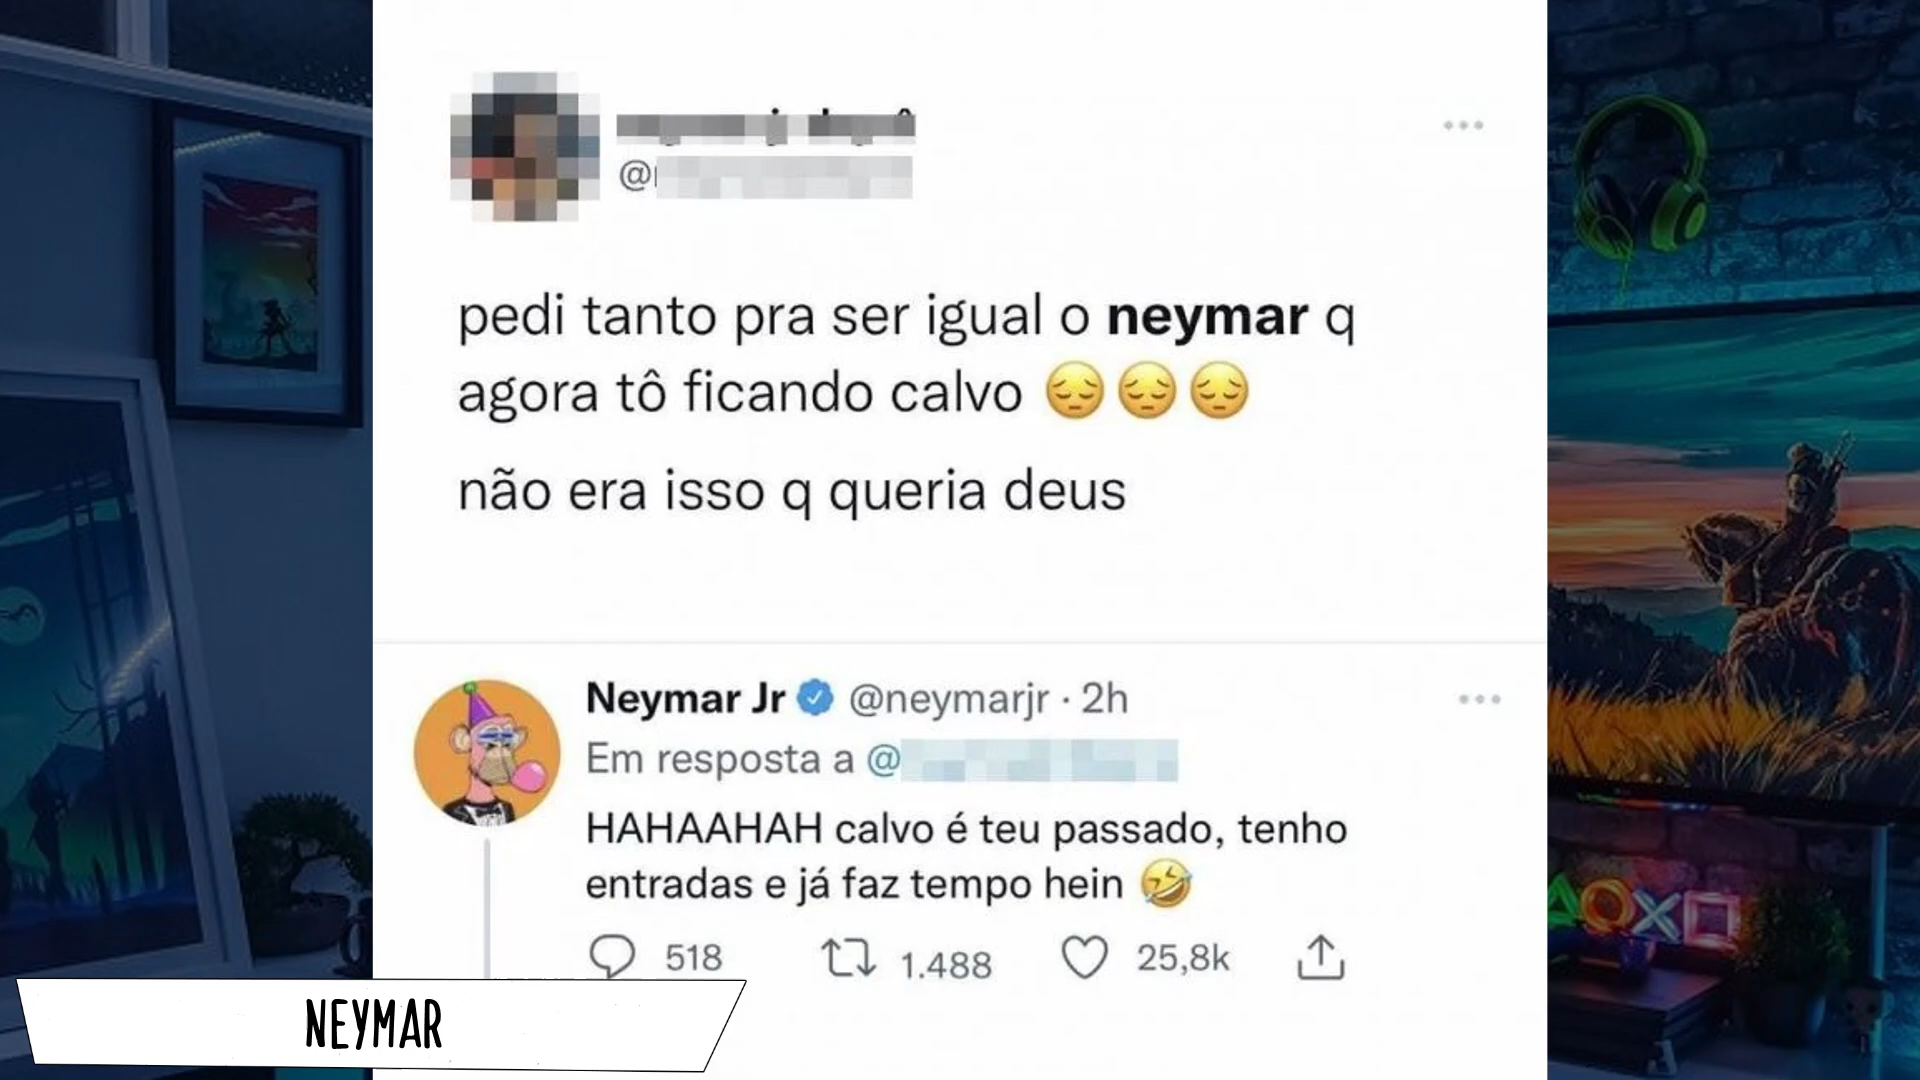 @
pedi tanto pra ser igual o neymar q
agora tô ficando calvo 😔😔😔
não era isso q queria deus
Neymar Jr @neymarjr · 2h
Em resposta a @
HAHAAHAH calvo é teu passado, tenho
entradas e já faz tempo hein 🤣
518 1.488 25,8k
NEYMAR